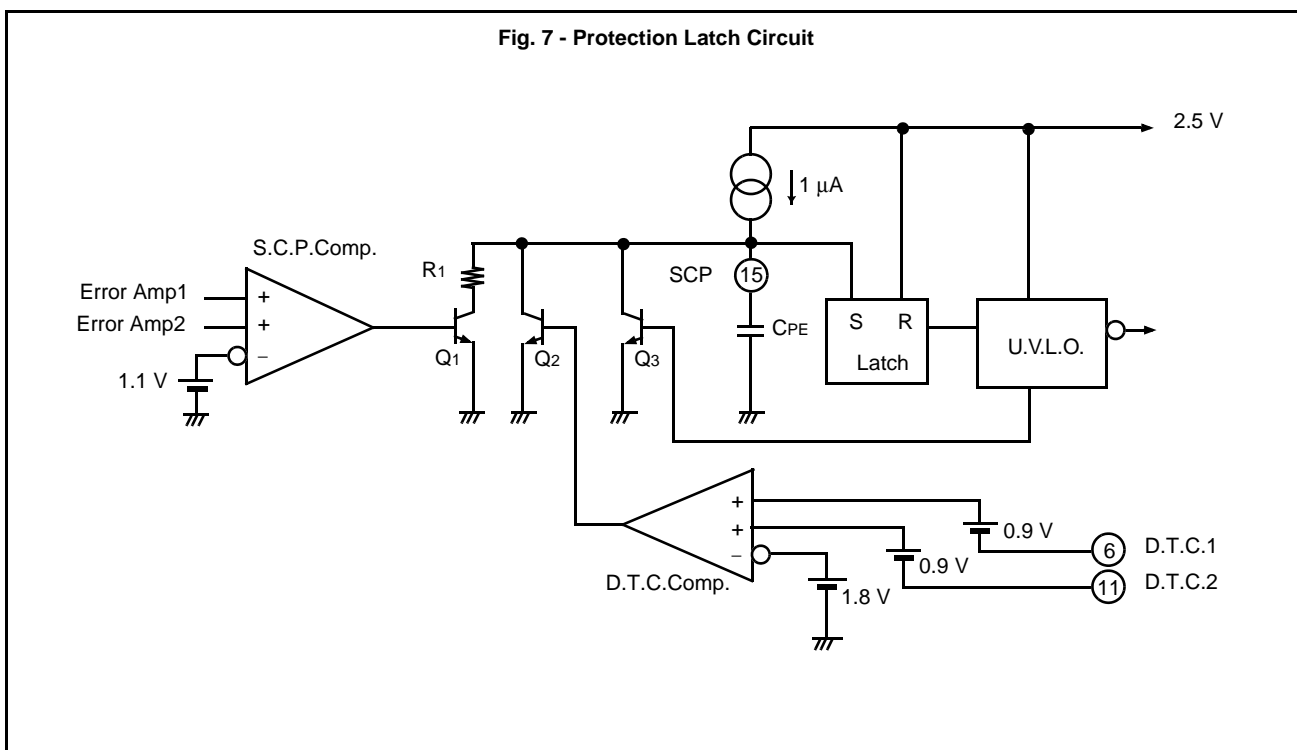 Fig. 7 - Protection Latch Circuit
2.5 V
1 μA
S.C.P.Comp.
R1
SCP
15
Error Amp1
+
S
R
Error Amp2
+
CPE
U.V.L.O.
–
Q1
Q2
Q3
Latch
1.1 V
+
+
0.9 V
6
D.T.C.1
–
0.9 V
D.T.C.Comp.
11
D.T.C.2
1.8 V